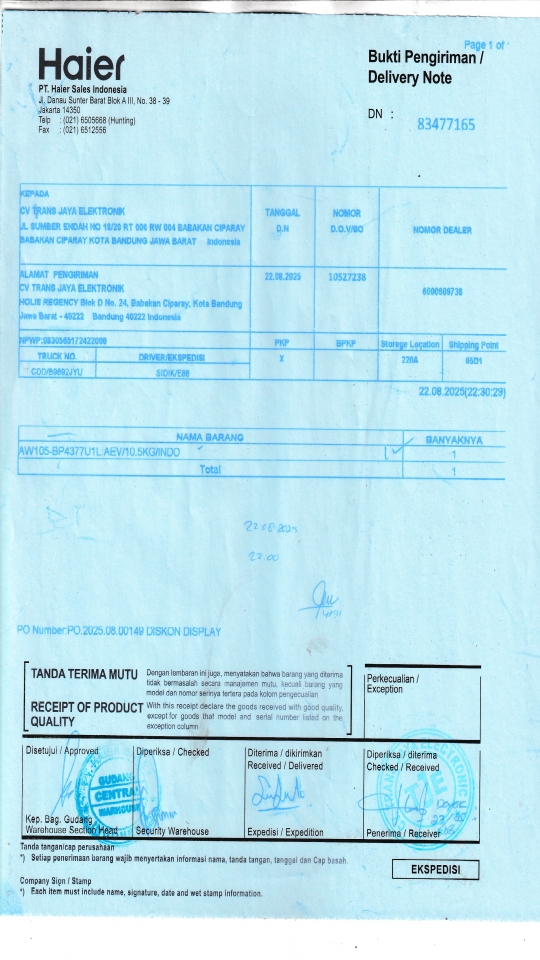 Page 1 of
Haier
Bukti Pengiriman /
Delivery Note
PT. Haier Sales Indonesia
Jl. Danau Sunter Barat Blok A III, No. 38 - 39
Jakarta 14350
Telp : (021) 6505668 (Hunting)
Fax : (021) 6512556
DN : 83477165
KEPADA
CV TRANS JAYA ELEKTRONIK
JL SUMBER ENDAH NO 18/20 RT 006 RW 004 BABAKAN CIPARAY
BABAKAN CIPARAY KOTA BANDUNG JAWA BARAT Indonesia
TANGGAL
D.N
NOMOR
D.O.V/SO
NOMOR DEALER
ALAMAT PENGIRIMAN
CV TRANS JAYA ELEKTRONIK
HOLIS REGENCY Blok D No. 24, Babakan Ciparay, Kota Bandung
Jawa Barat - 40222 Bandung 40222 Indonesia
22.08.2025
10527238
PKP
BPKP
Storage Location
Shipping Point
TRUCK NO.
DRIVER/EKSPEDISI
X
220A
SIDIK/E86
22.08.2025(22:30:29)
NAMA BARANG
BANYAKNYA
AW105-BP4377U1L:AEV/10.5KG/INDO
1
Total
1
22.00
PO Number:PO.2025.08.00149 DISKON DISPLAY
TANDA TERIMA MUTU
Dengan lembaran ini juga, menyatakan bahwa barang yang diterima
tidak bermasalah secara manajemen mutu, kecuali barang yang
model dan nomor serinya tertera pada kolom pengecualian
RECEIPT OF PRODUCT
QUALITY
With this receipt declare the goods received with good quality,
except for goods that model and serial number listed on the
exception column
Perkecualian /
Exception
Disetujui / Approved
Diperiksa / Checked
Diterima / dikirimkan
Received / Delivered
Diperiksa / diterima
Checked / Received
GUDANG
CENTRAL
WAREHOUSE
Kep. Bag. Gudang
Warehouse Section Head
Security Warehouse
Expedisi / Expedition
Penerima / Receiver
Tanda tangan/cap perusahaan
*) Setiap penerimaan barang wajib menyertakan informasi nama, tanda tangan, tanggal dan Cap basah.
EKSPEDISI
Company Sign / Stamp
*) Each item must include name, signature, date and wet stamp information.